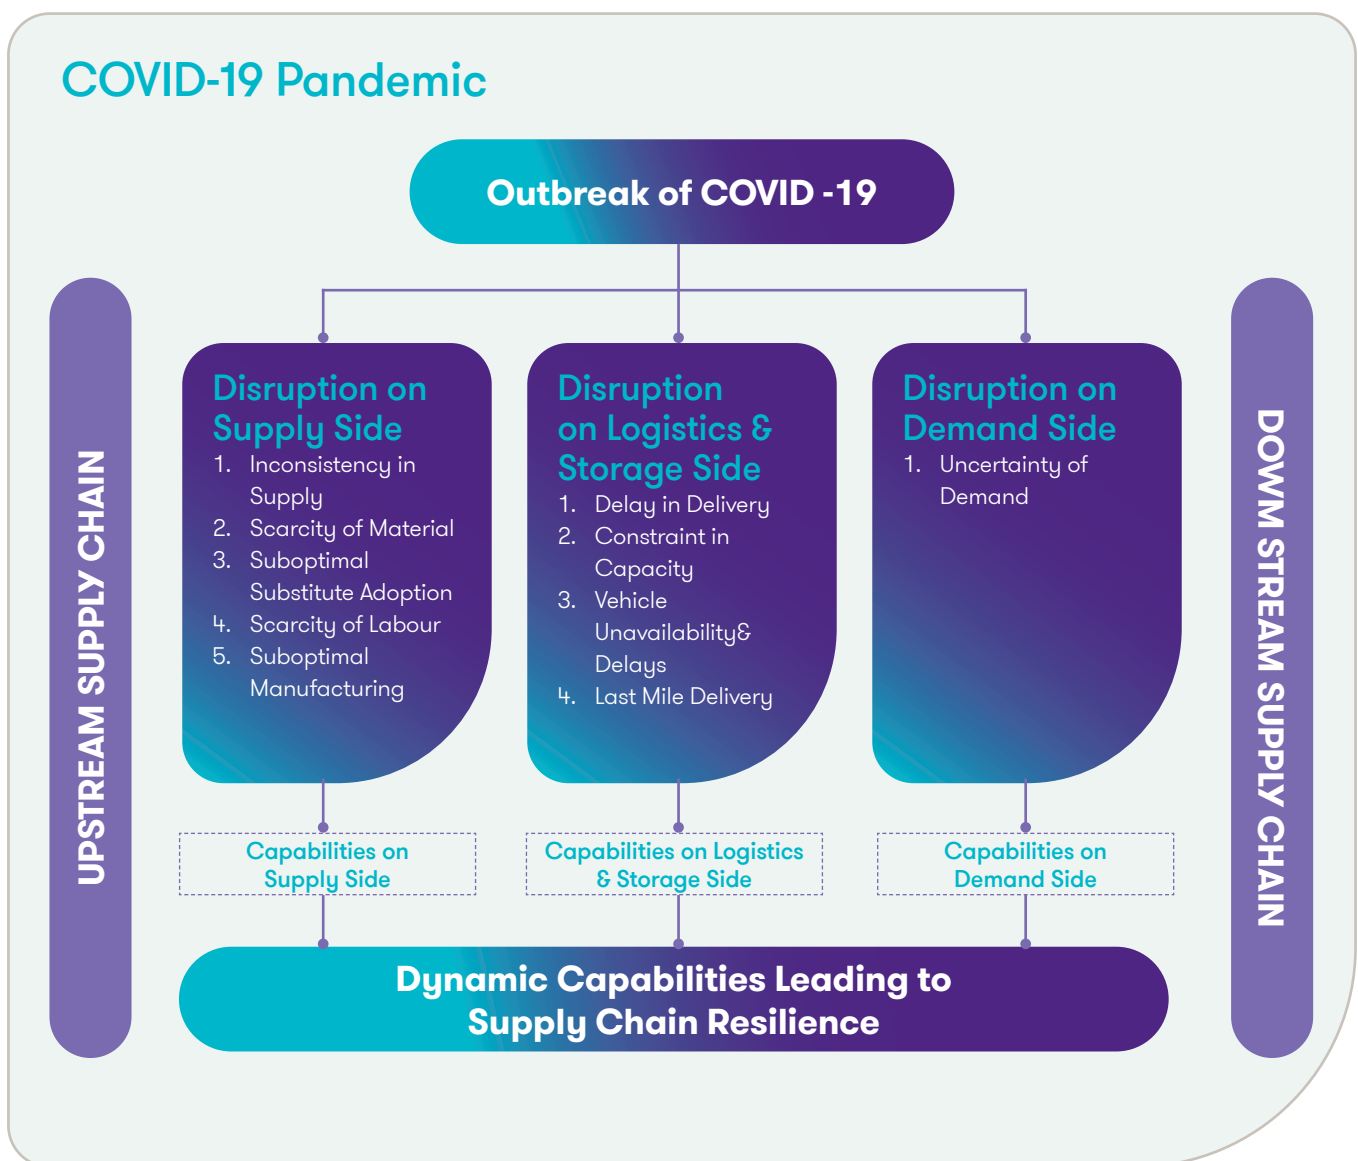 COVID-19 Pandemic
Outbreak of COVID -19
UPSTREAM SUPPLY CHAIN
Disruption on
Supply Side
1. Inconsistency in
Supply
2. Scarcity of Material
3. Suboptimal
Substitute Adoption
4. Scarcity of Labour
5. Suboptimal
Manufacturing
Disruption
on Logistics &
Storage Side
1. Delay in Delivery
2. Constraint in
Capacity
3. Vehicle
Unavailability&
Delays
4. Last Mile Delivery
Disruption on
Demand Side
1. Uncertainty of
Demand
DOWM STREAM SUPPLY CHAIN
Capabilities on
Supply Side
Capabilities on Logistics
& Storage Side
Capabilities on
Demand Side
Dynamic Capabilities Leading to
Supply Chain Resilience